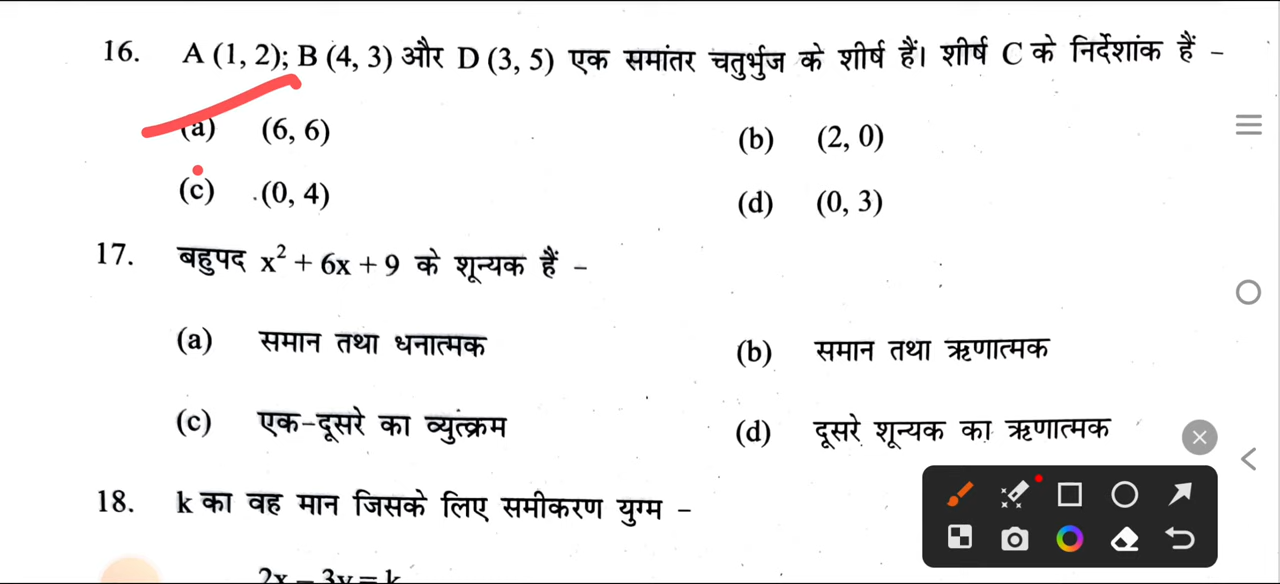 16. A (1, 2); B (4, 3) और D (3, 5) एक समांतर चतुर्भुज के शीर्ष हैं। शीर्ष C के निर्देशांक हैं -
(a) (6, 6) (b) (2, 0)
(c) (0, 4) (d) (0, 3)
17. बहुपद x² + 6x + 9 के शून्यक हैं -
(a) समान तथा धनात्मक (b) समान तथा ऋणात्मक
(c) एक-दूसरे का व्युत्क्रम (d) दूसरे शून्यक का ऋणात्मक
18. k का वह मान जिसके लिए समीकरण युग्म -
2x - 3y = k